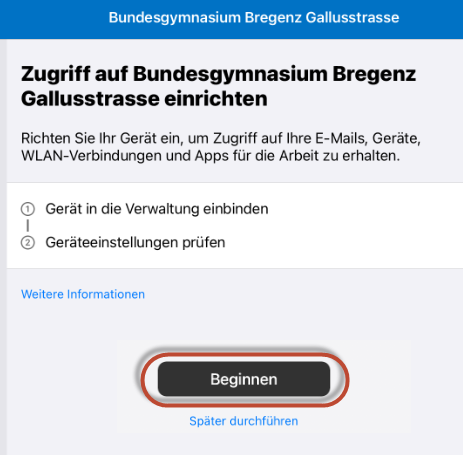 Bundesgymnasium Bregenz Gallusstrasse
Zugriff auf Bundesgymnasium Bregenz
Gallusstrasse einrichten
Richten Sie Ihr Gerät ein, um Zugriff auf Ihre E-Mails, Geräte,
WLAN-Verbindungen und Apps für die Arbeit zu erhalten.
1 Gerät in die Verwaltung einbinden
2 Geräteeinstellungen prüfen
Weitere Informationen
Beginnen
Später durchführen